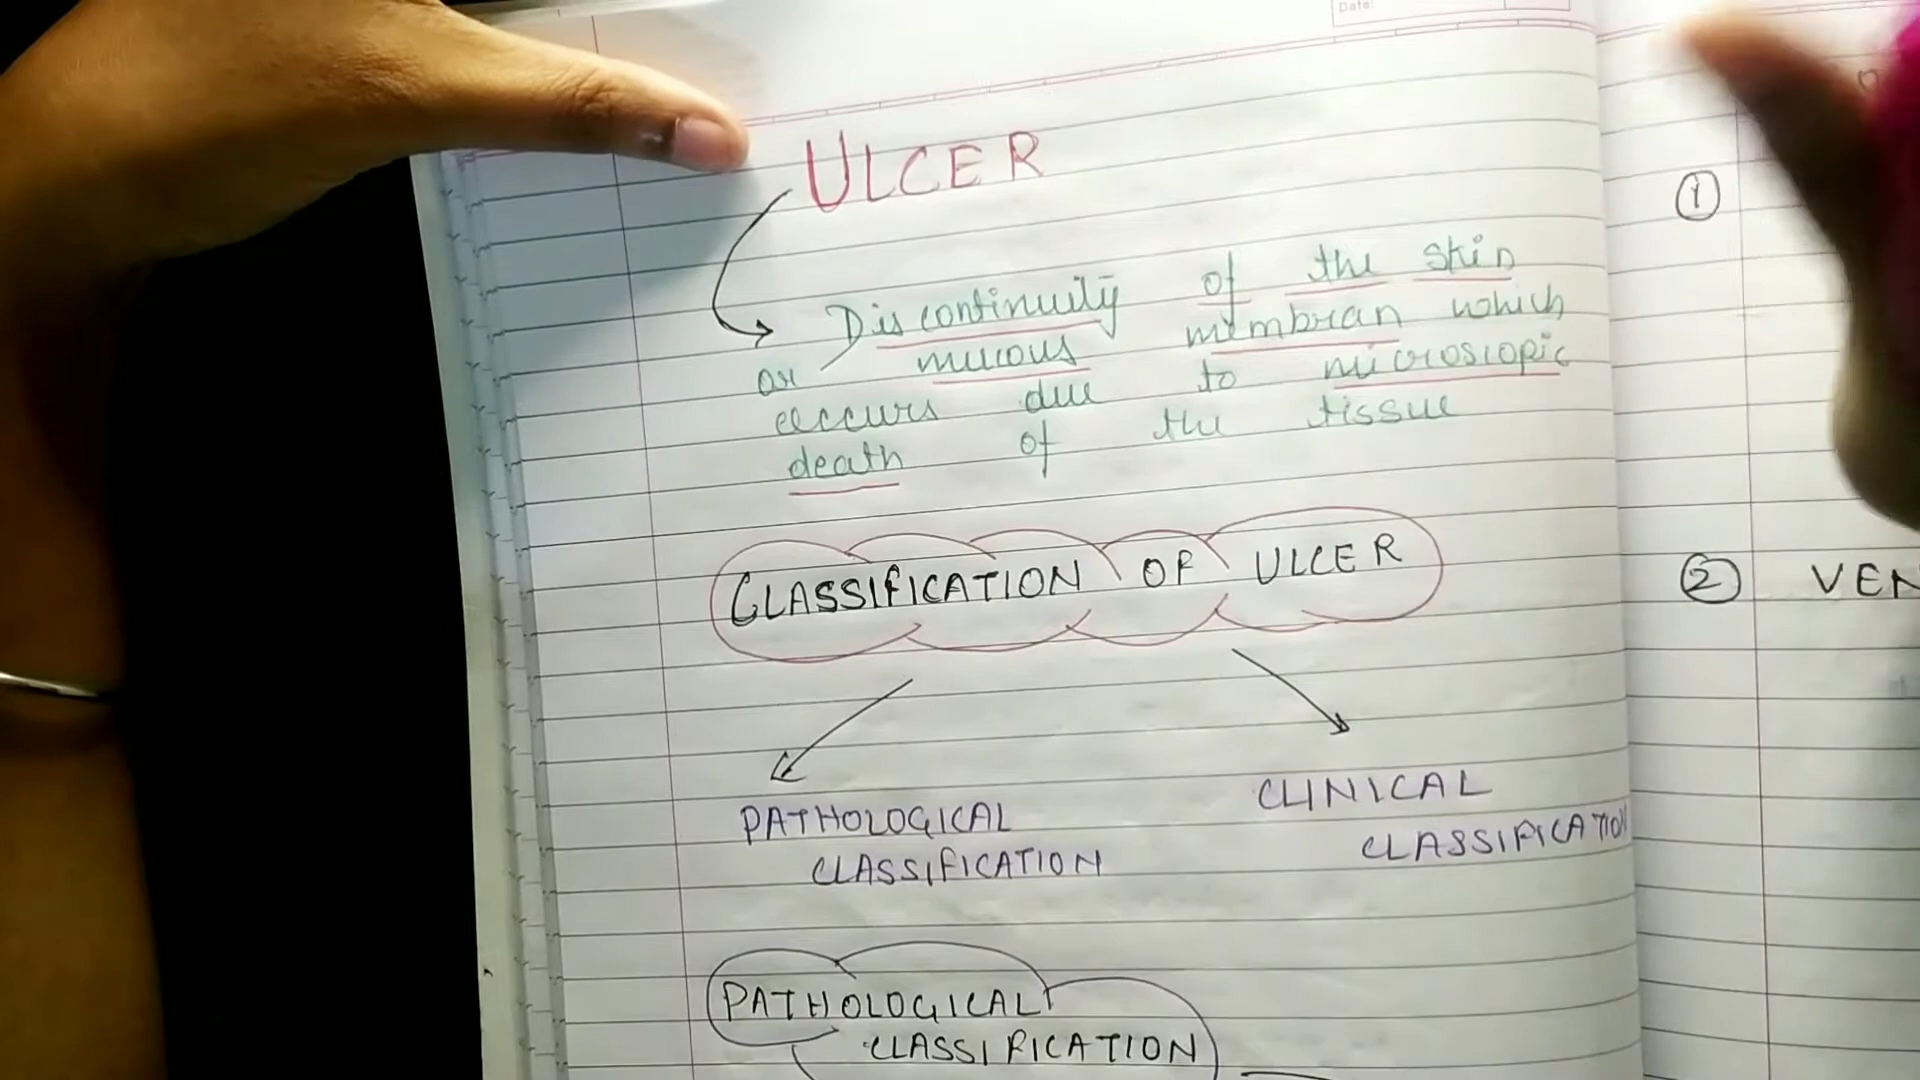 Date:
ULCER
Discontinuity of the skin
or mucous membran which
occurs due to microscopic
death of the tissue
CLASSIFICATION OF ULCER
PATHOLOGICAL
CLASSIFICATION
CLINICAL
CLASSIFICATION
PATHOLOGICAL
CLASSIFICATION
1
2 VEN